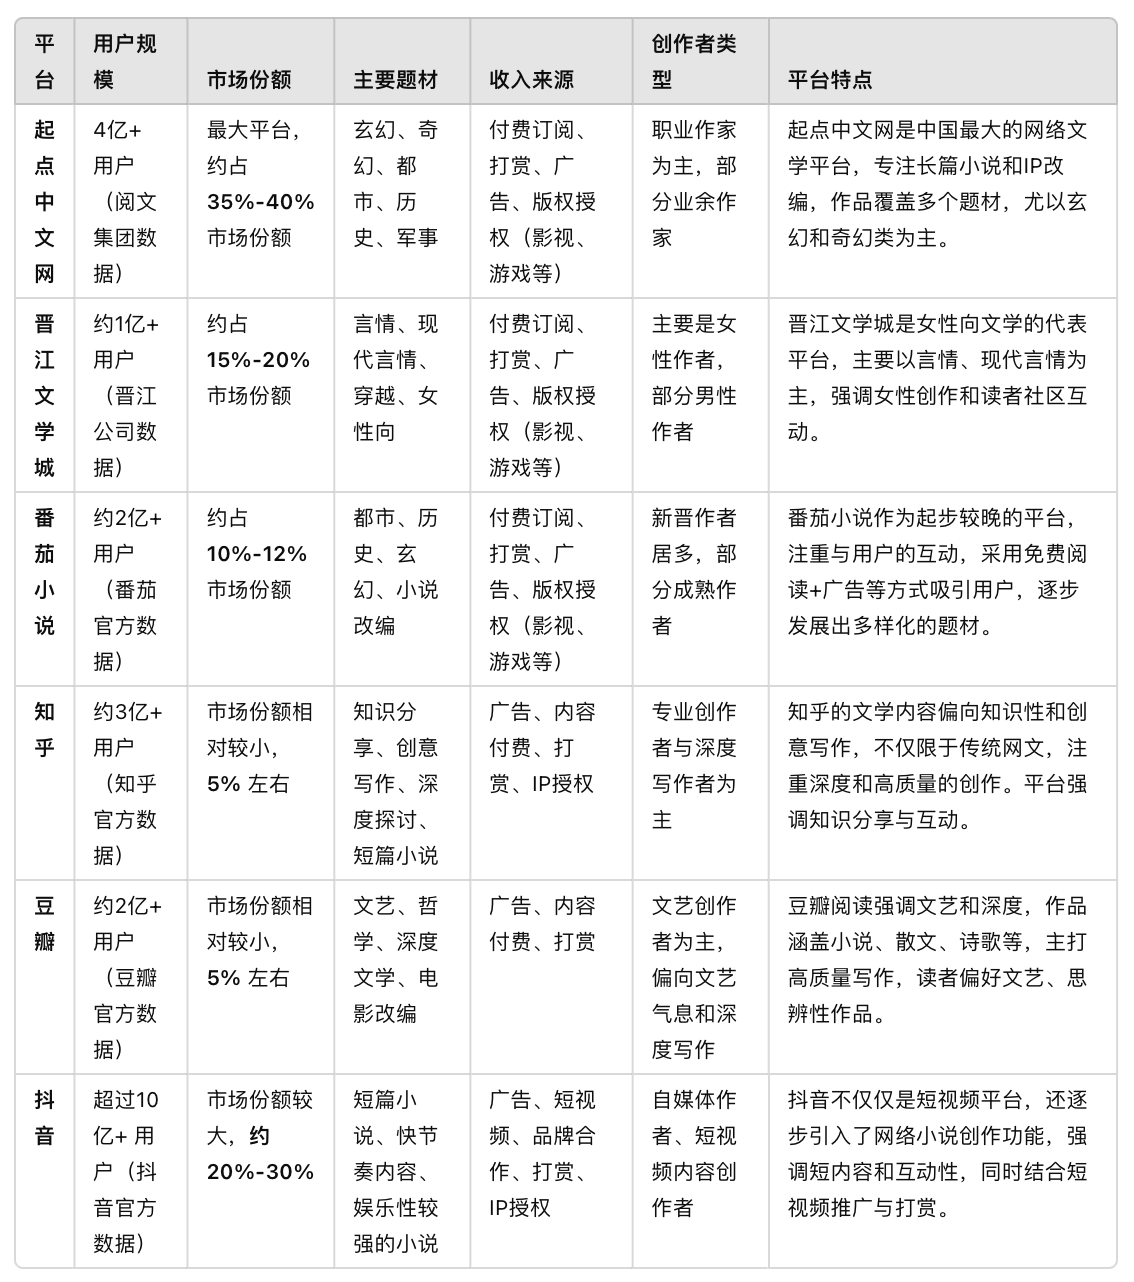 平
台
用户规
模
市场份额
主要题材
收入来源
创作者类
型
平台特点
起
点
中
文
网
4亿+
用户
（阅文
集团数
据）
最大平台，
约占
35%-40%
市场份额
玄幻、奇
幻、都
市、历
史、军事
付费订阅、
打赏、广
告、版权授
权（影视、
游戏等）
职业作家
为主，部
分业余作
家
起点中文网是中国最大的网络文
学平台，专注长篇小说和IP改
编，作品覆盖多个题材，尤以玄
幻和奇幻类为主。
晋
江
文
学
城
约1亿+
用户
（晋江
公司数
据）
约占
15%-20%
市场份额
言情、现
代言情、
穿越、女
性向
付费订阅、
打赏、广
告、版权授
权（影视、
游戏等）
主要是女
性作者，
部分男性
作者
晋江文学城是女性向文学的代表
平台，主要以言情、现代言情为
主，强调女性创作和读者社区互
动。
番
茄
小
说
约2亿+
用户
（番茄
官方数
据）
约占
10%-12%
市场份额
都市、历
史、玄
幻、小说
改编
付费订阅、
打赏、广
告、版权授
权（影视、
游戏等）
新晋作者
居多，部
分成熟作
者
番茄小说作为起步较晚的平台，
注重与用户的互动，采用免费阅
读+广告等方式吸引用户，逐步
发展出多样化的题材。
知
乎
约3亿+
用户
（知乎
官方数
据）
市场份额相
对较小，
5% 左右
知识分
享、创意
写作、深
度探讨、
短篇小说
广告、内容
付费、打
赏、IP授权
专业创作
者与深度
写作者为
主
知乎的文学内容偏向知识性和创
意写作，不仅限于传统网文，注
重深度和高质量的创作。平台强
调知识分享与互动。
豆
瓣
约2亿+
用户
（豆瓣
官方数
据）
市场份额相
对较小，
5% 左右
文艺、哲
学、深度
文学、电
影改编
广告、内容
付费、打赏
文艺创作
者为主，
偏向文艺
气息和深
度写作
豆瓣阅读强调文艺和深度，作品
涵盖小说、散文、诗歌等，主打
高质量写作，读者偏好文艺、思
辨性作品。
抖
音
超过10
亿+ 用
户（抖
音官方
数据）
市场份额较
大，约
20%-30%
短篇小
说、快节
奏内容、
娱乐性较
强的小说
广告、短视
频、品牌合
作、打赏、
IP授权
自媒体作
者、短视
频内容创
作者
抖音不仅仅是短视频平台，还逐
步引入了网络小说创作功能，强
调短内容和互动性，同时结合短
视频推广与打赏。